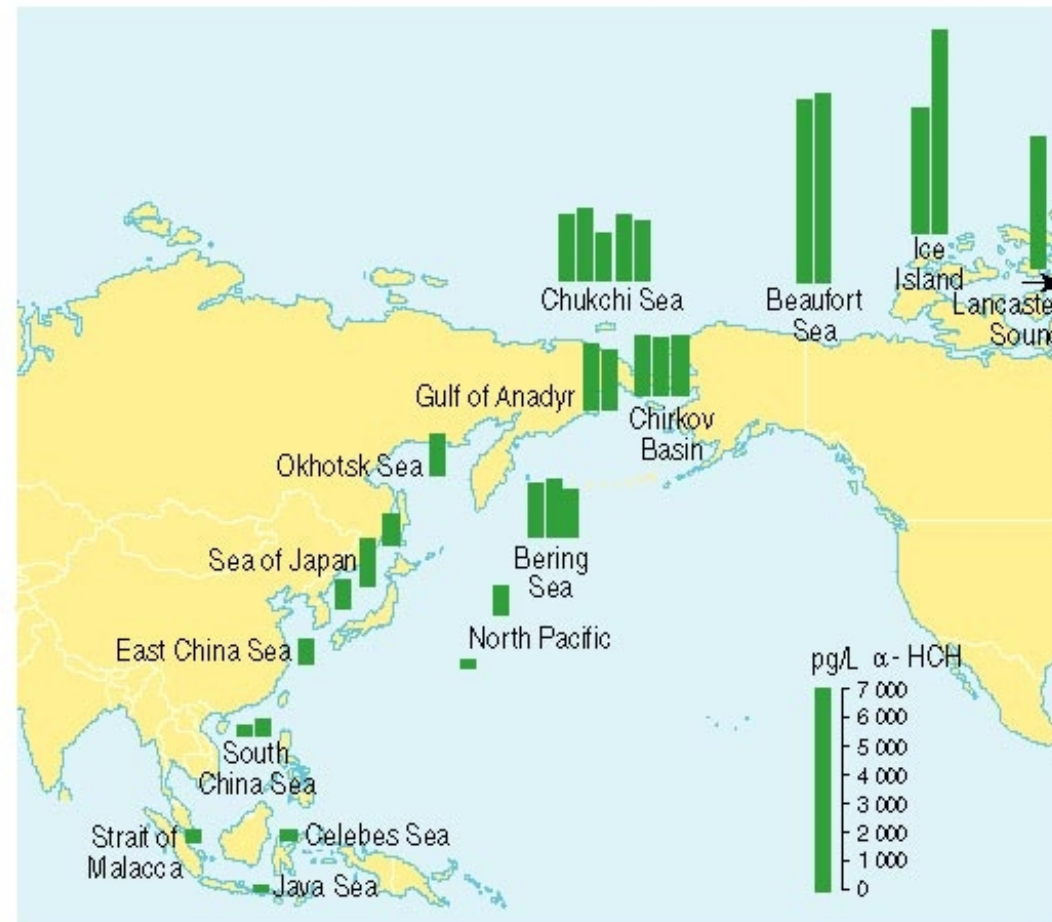 Ice
Island
Chukchi Sea
Beaufort
Sea
Lancaste
Soun
Gulf of Anadyr
Chirkov
Basin
Okhotsk Sea
Sea of Japan
Bering
Sea
North Pacific
East China Sea
pg/L α - HCH
7 000
6 000
5 000
4 000
3 000
2 000
1 000
0
South
China Sea
Strait of
Malacca
Celebes Sea
Java Sea